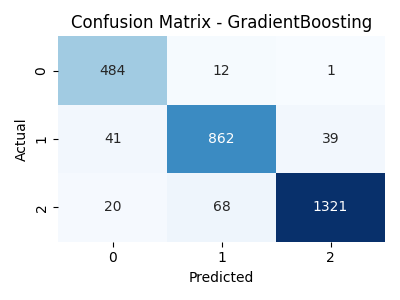 Confusion Matrix - GradientBoosting
Actual
0 484 12 1
1 41 862 39
2 20 68 1321
0 1 2
Predicted